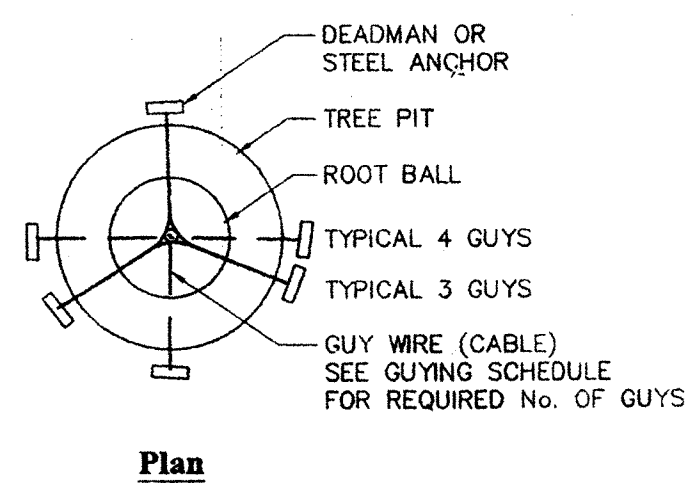 DEADMAN OR
STEEL ANCHOR
TREE PIT
ROOT BALL
TYPICAL 4 GUYS
TYPICAL 3 GUYS
GUY WIRE (CABLE)
SEE GUYING SCHEDULE
FOR REQUIRED No. OF GUYS
Plan